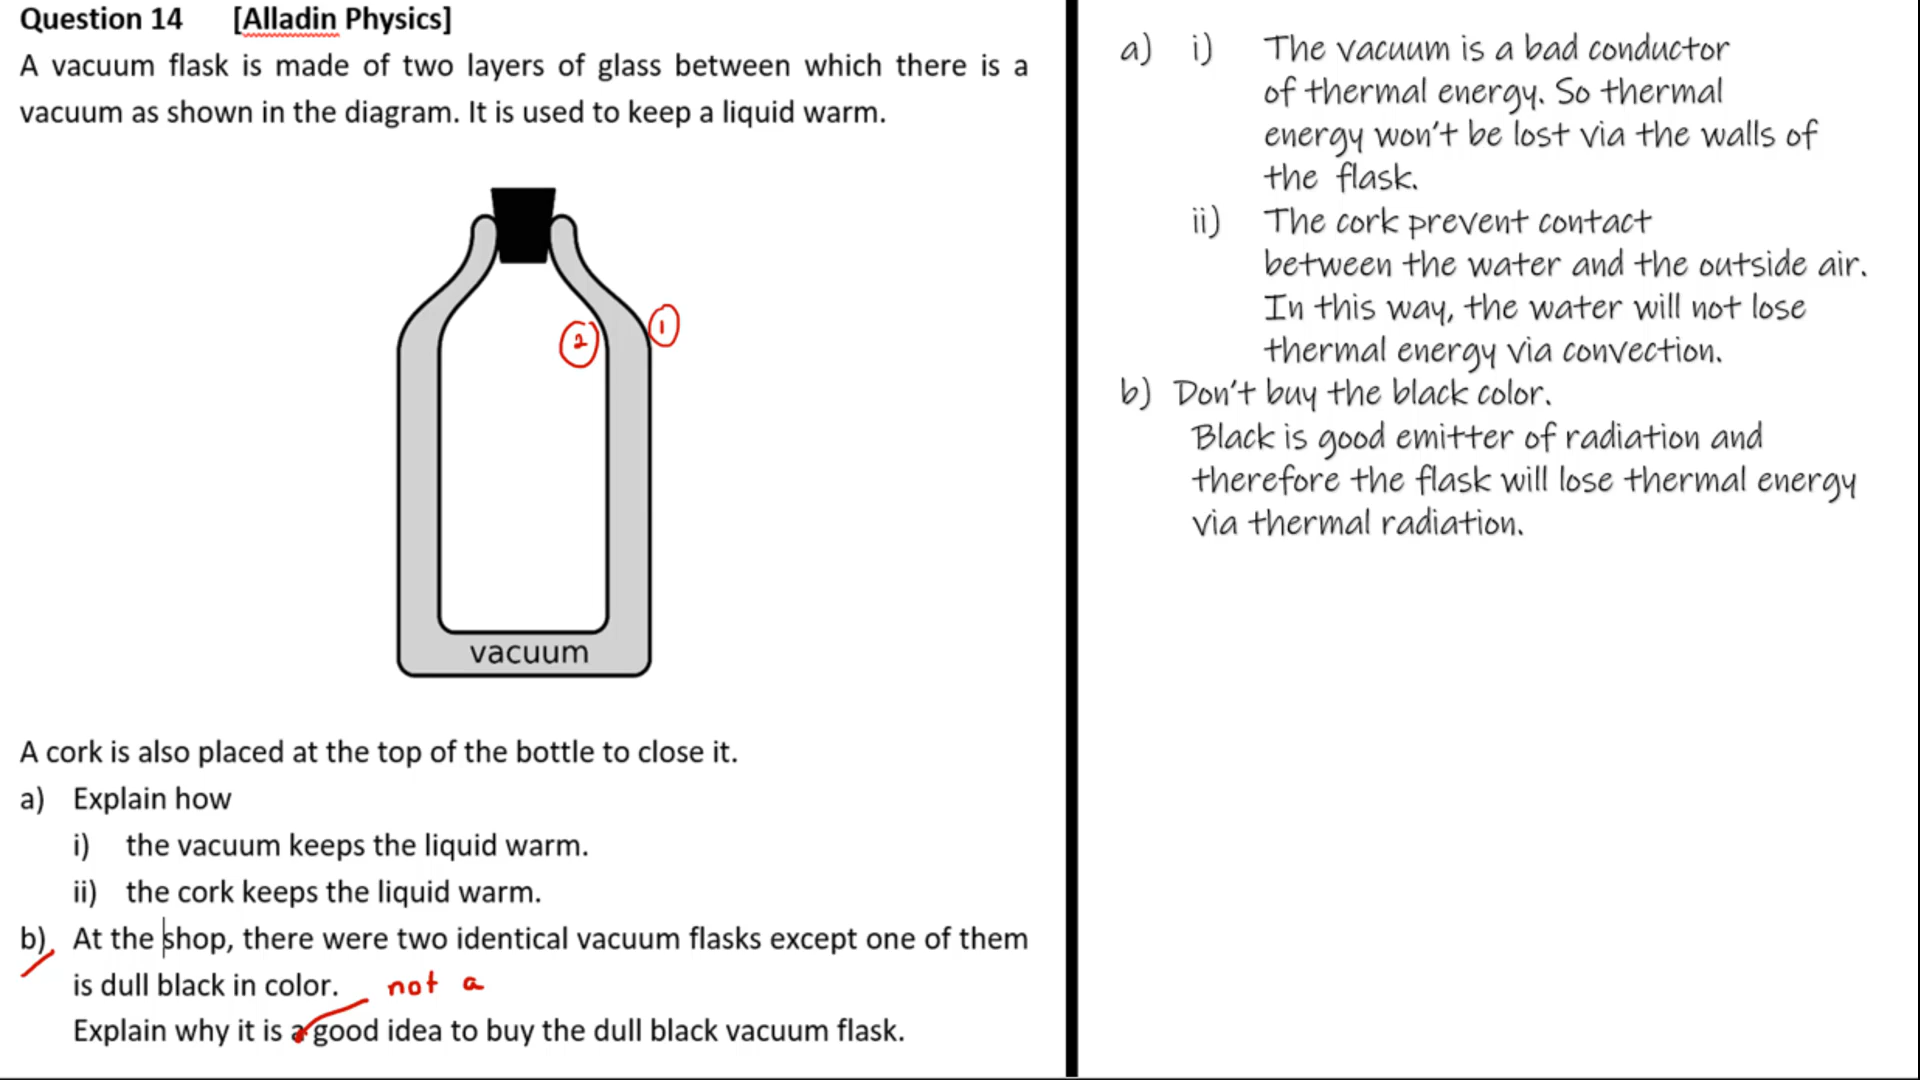 Question 14 [Alladin Physics]
A vacuum flask is made of two layers of glass between which there is a
vacuum as shown in the diagram. It is used to keep a liquid warm.
1
2
vacuum
A cork is also placed at the top of the bottle to close it.
a) Explain how
i) the vacuum keeps the liquid warm.
ii) the cork keeps the liquid warm.
b) At the shop, there were two identical vacuum flasks except one of them
is dull black in color. not a
Explain why it is a good idea to buy the dull black vacuum flask.
a) i) The vacuum is a bad conductor
of thermal energy. So thermal
energy won't be lost via the walls of
the flask.
ii) The cork prevent contact
between the water and the outside air.
In this way, the water will not lose
thermal energy via convection.
b) Don't buy the black color.
Black is good emitter of radiation and
therefore the flask will lose thermal energy
via thermal radiation.